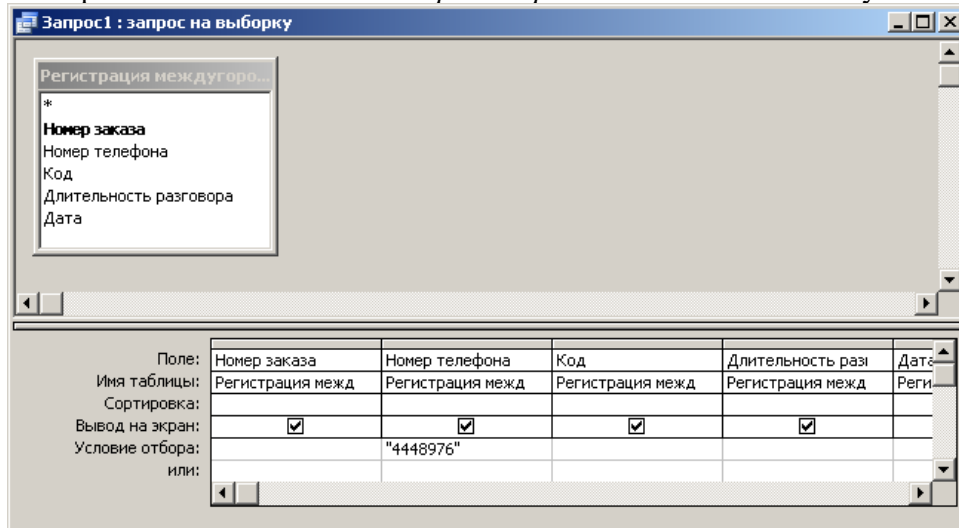 Запрос1 : запрос на выборку
Регистрация междугоро...
*
Номер заказа
Номер телефона
Код
Длительность разговора
Дата
Поле: Номер заказа Номер телефона Код Длительность разг Дата
Имя таблицы: Регистрация межд Регистрация межд Регистрация межд Регистрация межд Реги
Сортировка:
Вывод на экран:
Условие отбора: "4448976"
или: